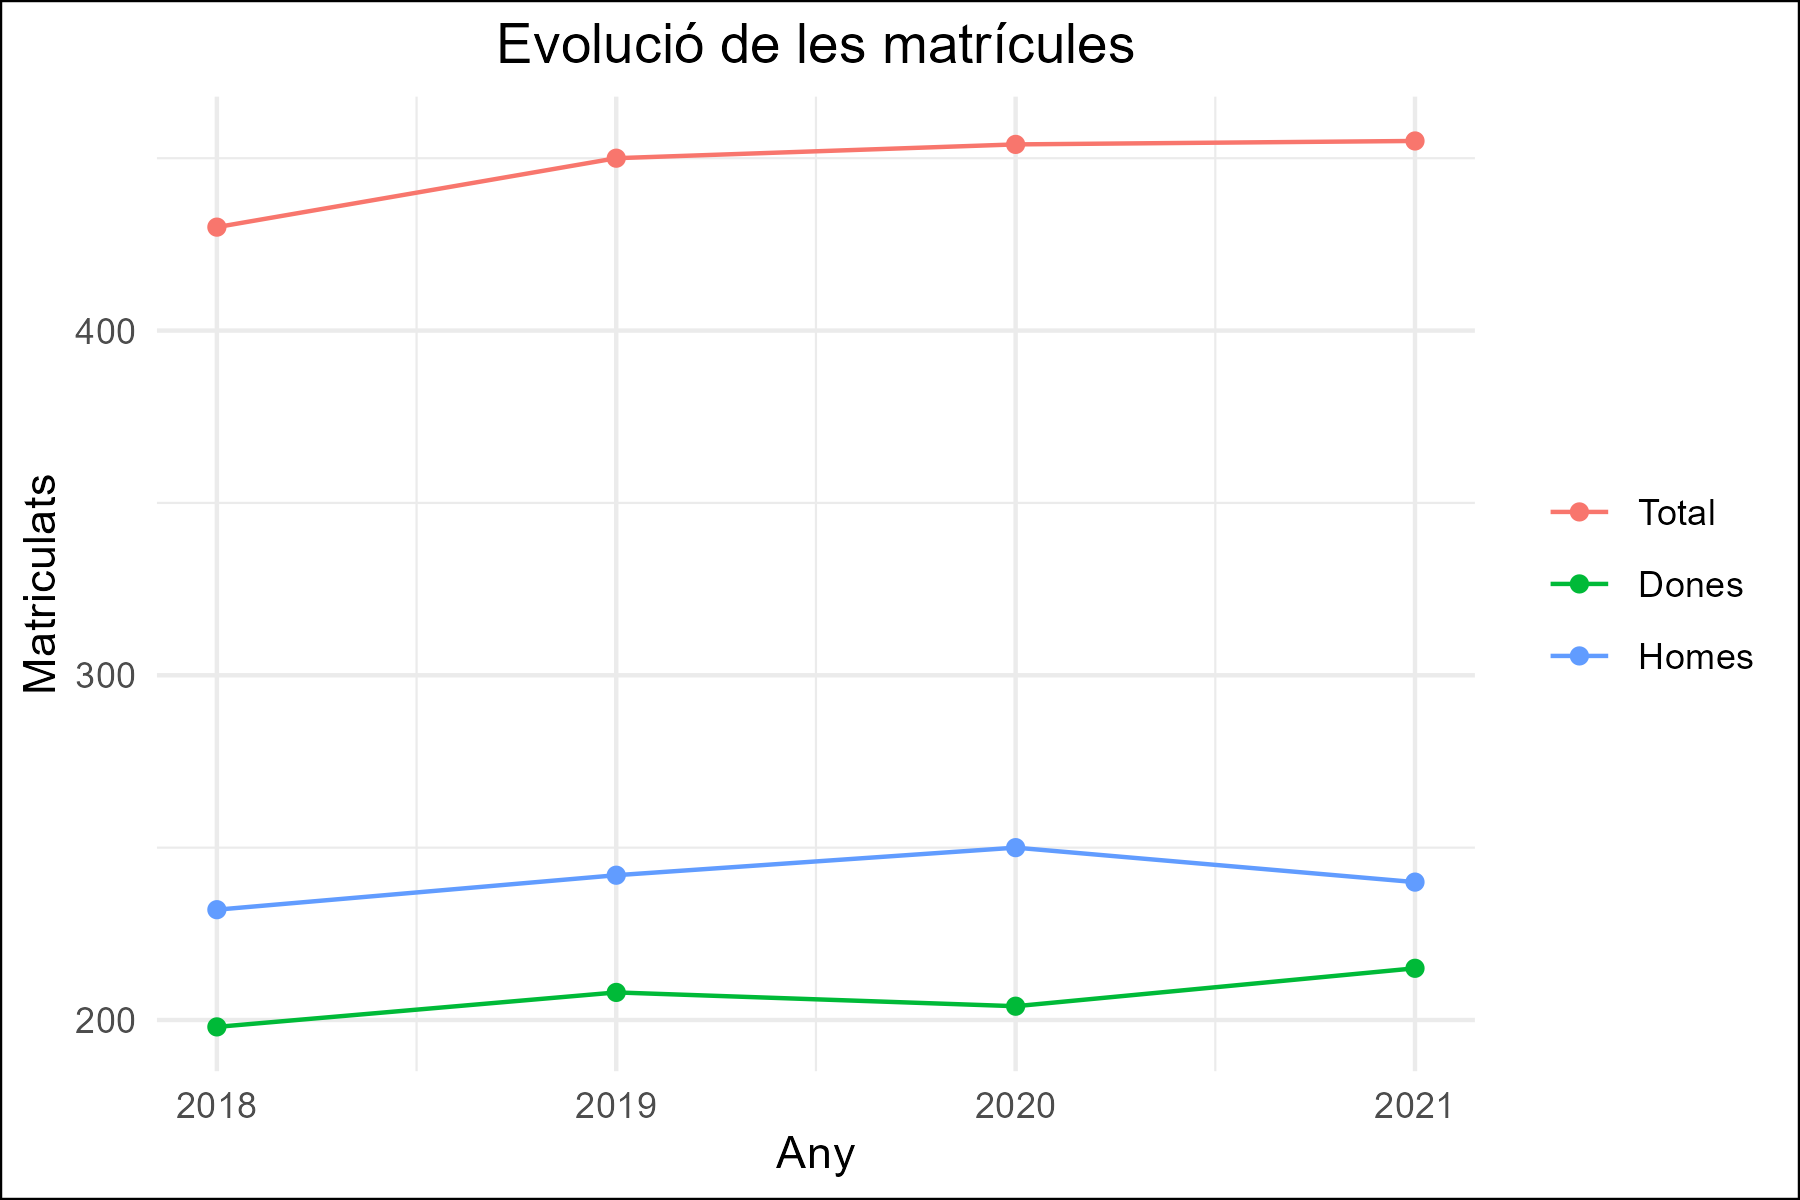 Evolució de les matrícules
Matriculats
400
300
200
2018 2019 2020 2021
Any
Total
Dones
Homes